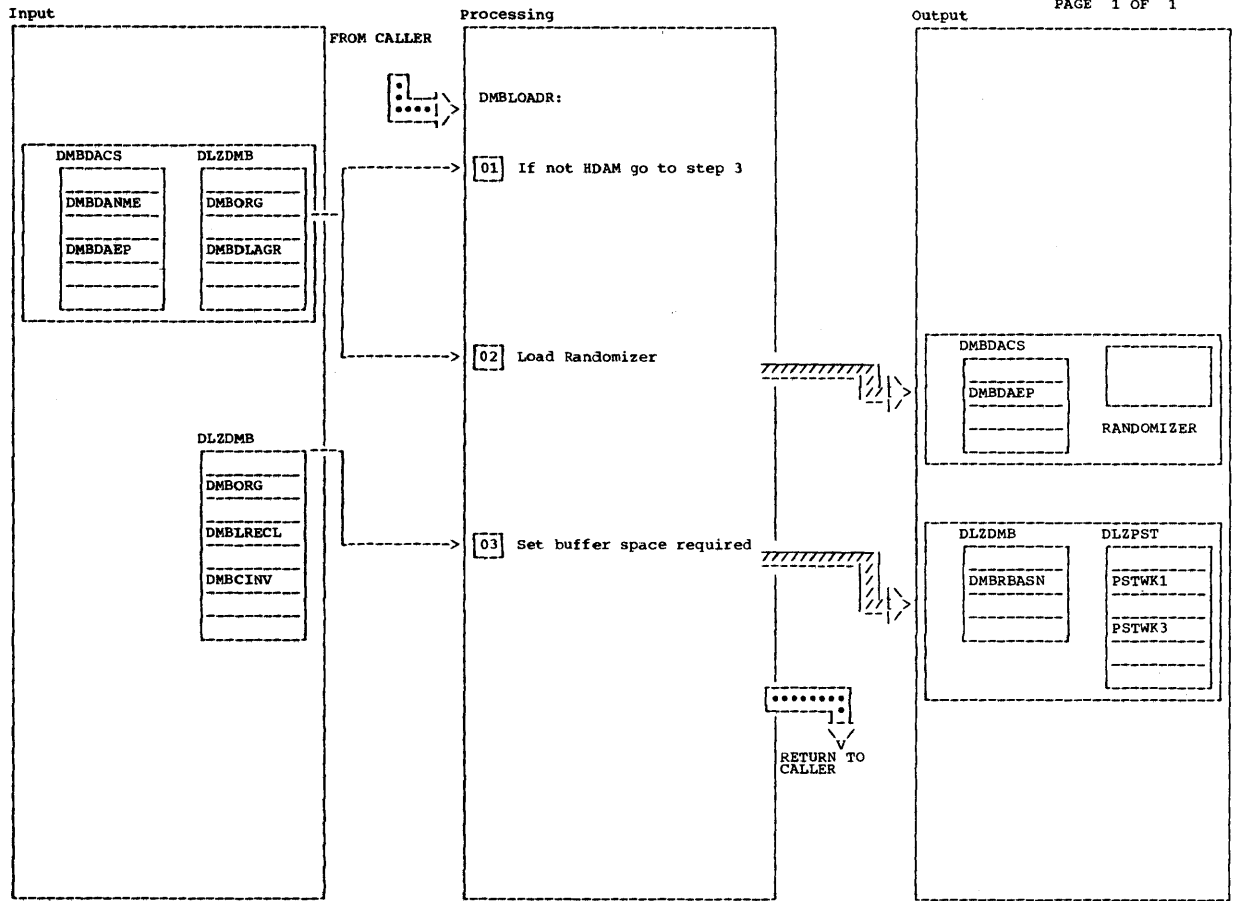 PAGE 1 OF 1
Input
Processing
Output
FROM CALLER
DMBLOADR:
DMBDACS
DLZDMB
01 If not HDAM go to step 3
DMBDANME
DMBORG
DMBDAEP
DMBDLAGR
02 Load Randomizer
DMBDACS
DMBDAEP
RANDOMIZER
DLZDMB
DMBORG
DMBLRECL
DMBCINV
03 Set buffer space required
DLZDMB
DLZPST
DMBRBASN
PSTWK1
PSTWK3
RETURN TO
CALLER